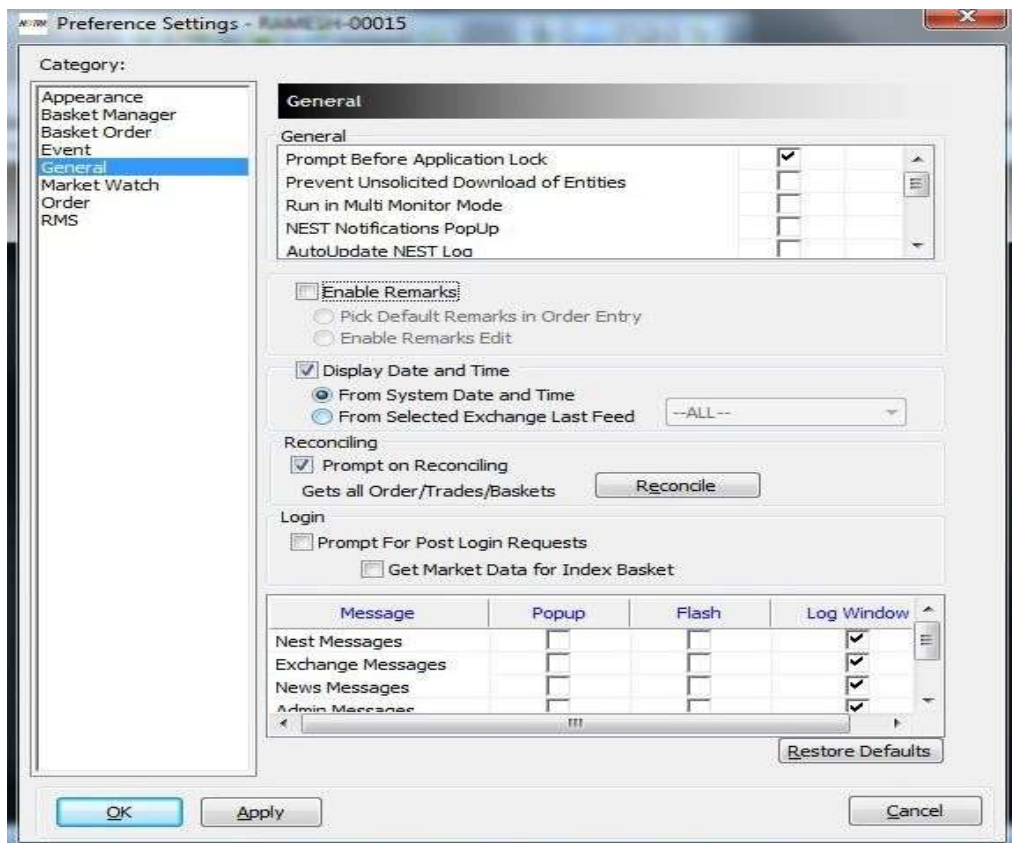 Preference Settings - RAMESH-00015
Category:
Appearance
Basket Manager
Basket Order
Event
General
Market Watch
Order
RMS
General
General
Prompt Before Application Lock
Prevent Unsolicited Download of Entities
Run in Multi Monitor Mode
NEST Notifications PopUp
AutoUpdate NEST Log
Enable Remarks
Pick Default Remarks in Order Entry
Enable Remarks Edit
Display Date and Time
From System Date and Time
From Selected Exchange Last Feed --ALL--
Reconciling
Prompt on Reconciling
Gets all Order/Trades/Baskets Reconcile
Login
Prompt For Post Login Requests
Get Market Data for Index Basket
Message Popup Flash Log Window
Nest Messages
Exchange Messages
News Messages
Admin Messages
Restore Defaults
OK Apply Cancel